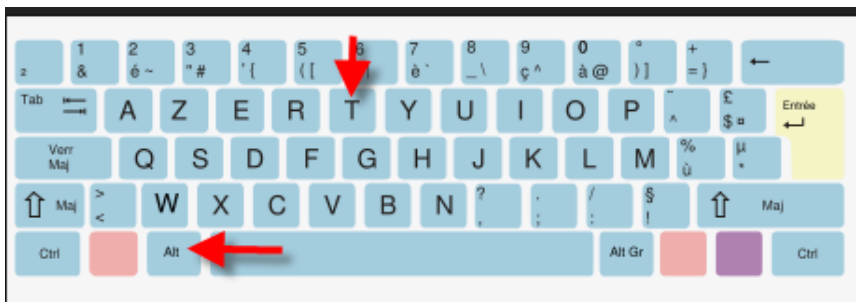 1 2 3 4 5 6 7 8 9 0 ° +
² & é ~ " # ' { ( [ è ` _ \ ç ^ à @ ) ] = } ←
Tab A Z E R T Y U I O P ¨ ^ £ $ ¤ Entrée
Verr Maj Q S D F G H J K L M % ù µ *
⇧ Maj > < W X C V B N ? , . ; / : § ! ⇧ Maj
Ctrl Alt Alt Gr Ctrl